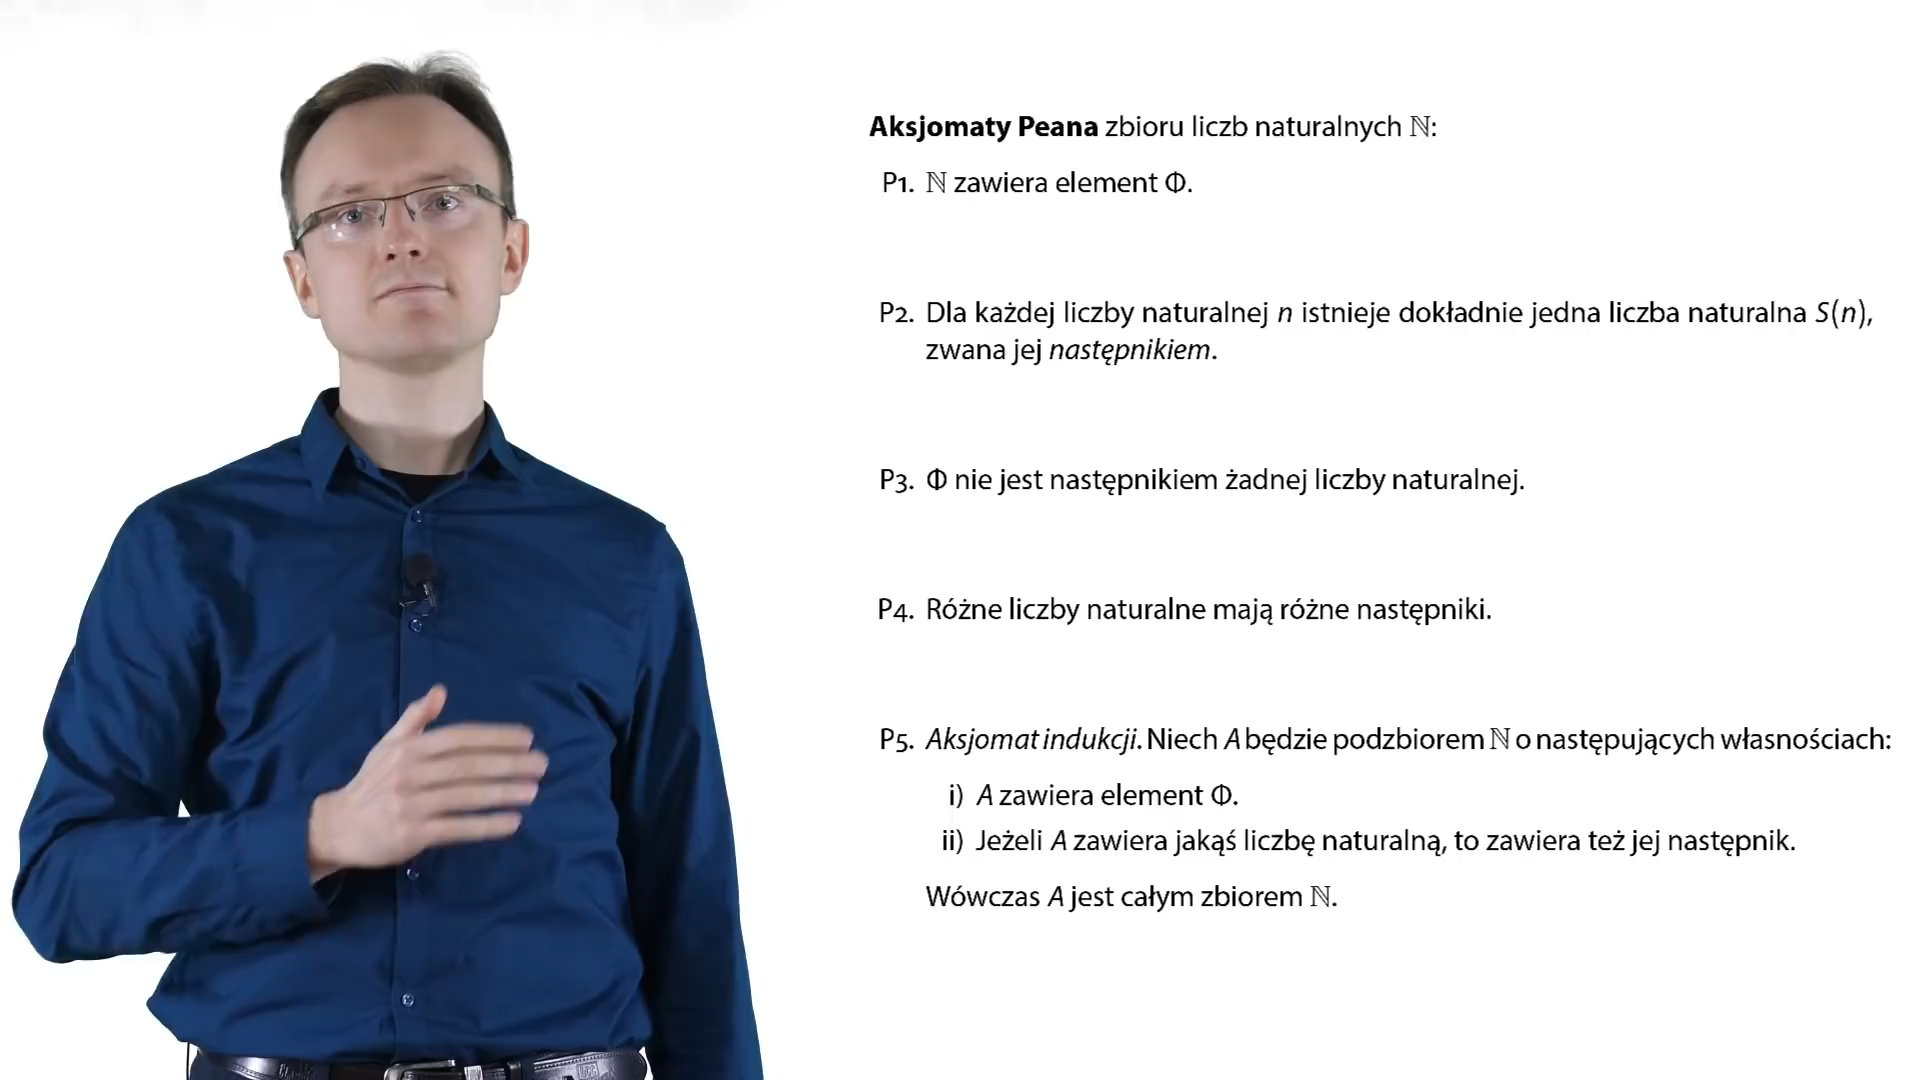 Aksjomaty Peana zbioru liczb naturalnych ℕ:
P1. ℕ zawiera element Φ.
P2. Dla każdej liczby naturalnej n istnieje dokładnie jedna liczba naturalna S(n),
zwana jej następnikiem.
P3. Φ nie jest następnikiem żadnej liczby naturalnej.
P4. Różne liczby naturalne mają różne następniki.
P5. Aksjomat indukcji. Niech A będzie podzbiorem ℕ o następujących własnościach:
i) A zawiera element Φ.
ii) Jeżeli A zawiera jakąś liczbę naturalną, to zawiera też jej następnik.
Wówczas A jest całym zbiorem ℕ.